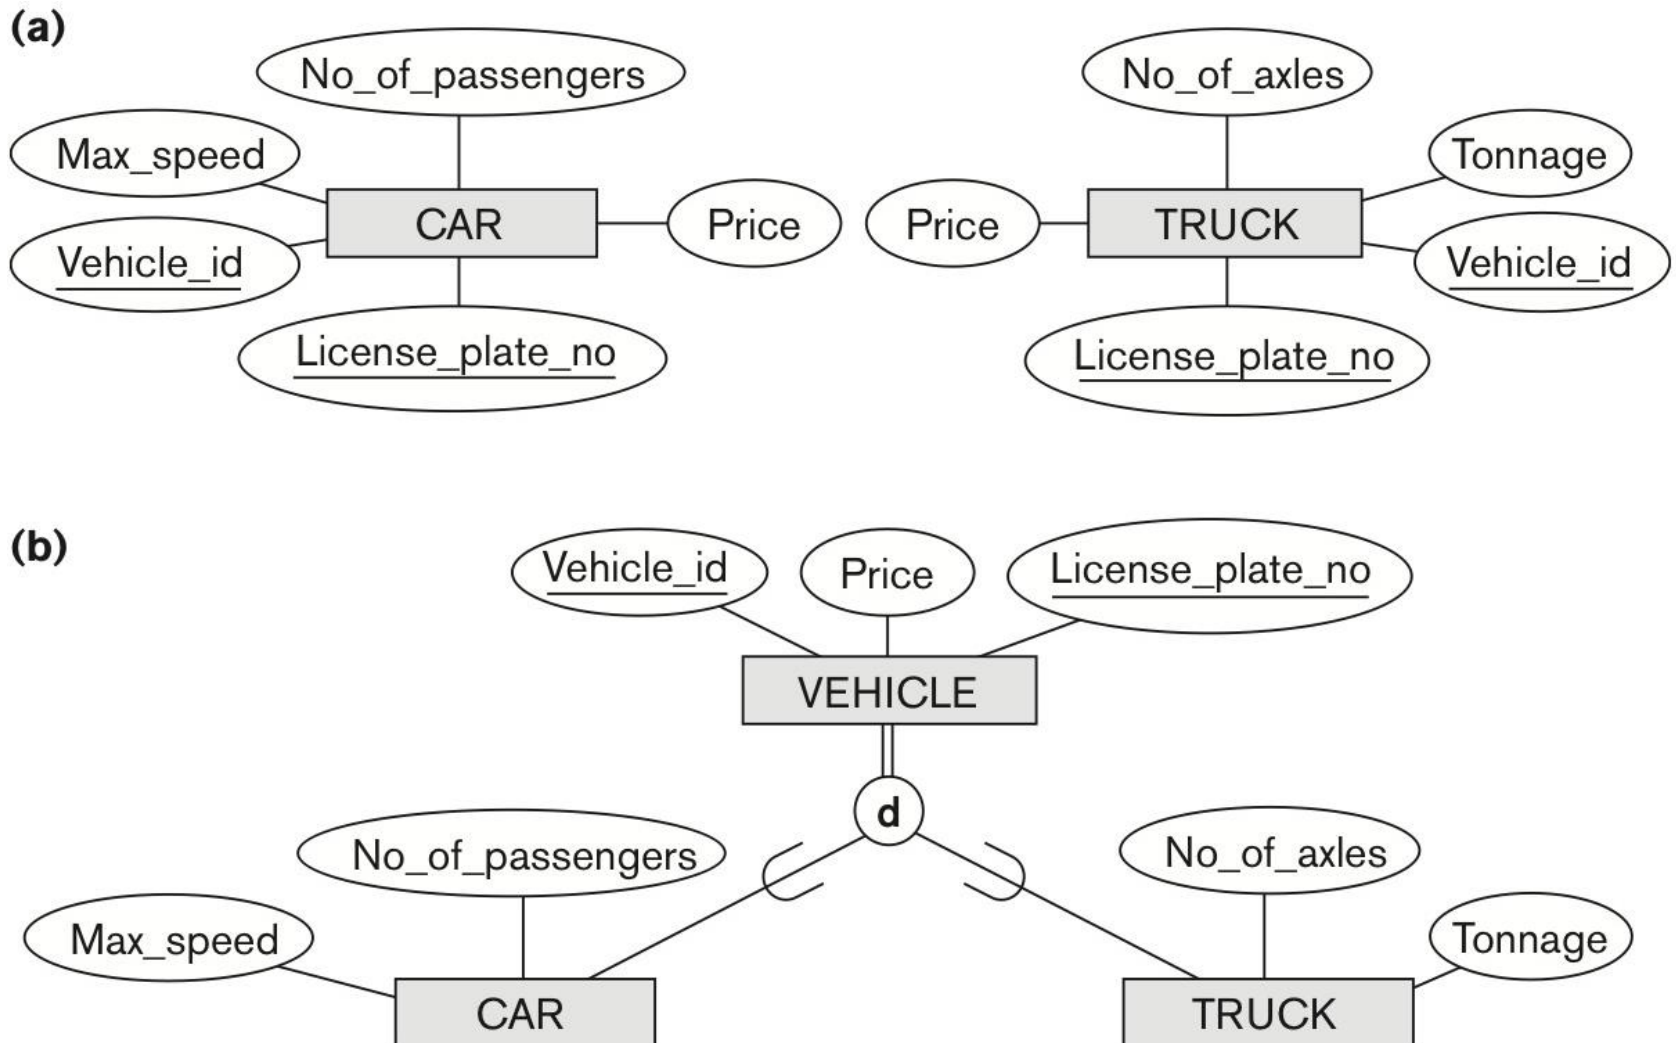 (a)
No_of_passengers
No_of_axles
Max_speed
Tonnage
CAR
Price
Price
TRUCK
Vehicle_id
Vehicle_id
License_plate_no
License_plate_no
(b)
Vehicle_id
Price
License_plate_no
VEHICLE
d
No_of_passengers
No_of_axles
Max_speed
Tonnage
CAR
TRUCK